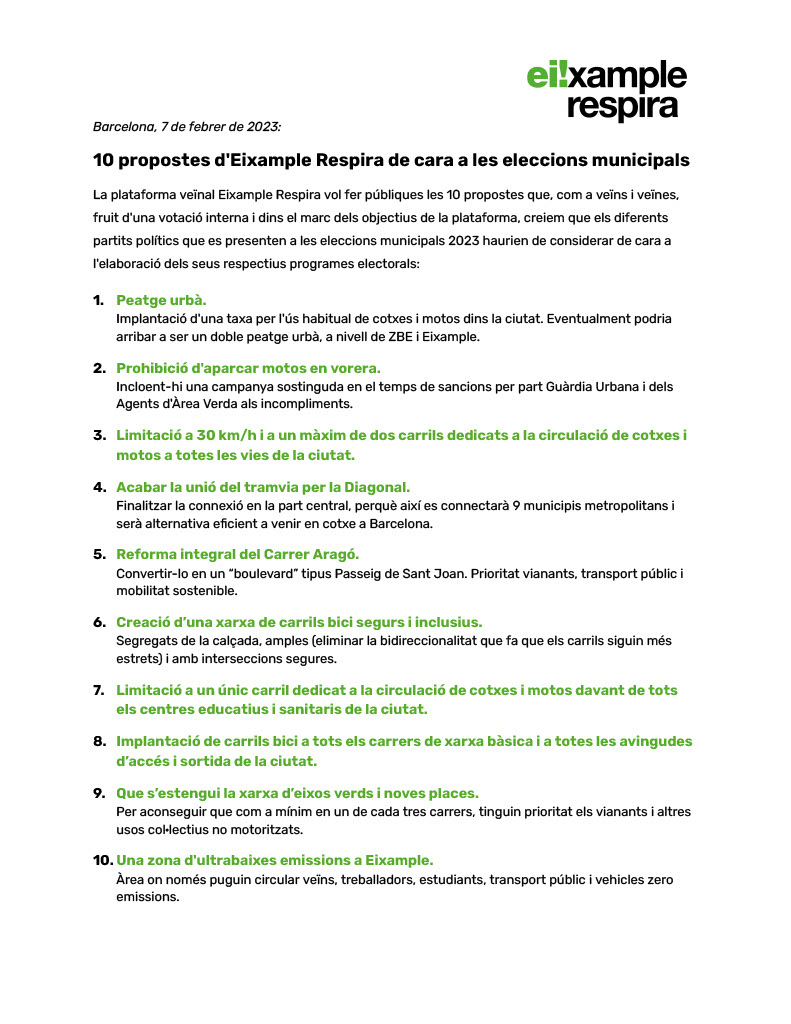 ei!xample
respira
Barcelona, 7 de febrer de 2023:
10 propostes d'Eixample Respira de cara a les eleccions municipals
La plataforma veïnal Eixample Respira vol fer públiques les 10 propostes que, com a veïns i veïnes,
fruit d'una votació interna i dins el marc dels objectius de la plataforma, creiem que els diferents
partits polítics que es presenten a les eleccions municipals 2023 haurien de considerar de cara a
l'elaboració dels seus respectius programes electorals:
1. Peatge urbà.
Implantació d'una taxa per l'ús habitual de cotxes i motos dins la ciutat. Eventualment podria
arribar a ser un doble peatge urbà, a nivell de ZBE i Eixample.
2. Prohibició d'aparcar motos en vorera.
Incloent-hi una campanya sostinguda en el temps de sancions per part Guàrdia Urbana i dels
Agents d'Àrea Verda als incompliments.
3. Limitació a 30 km/h i a un màxim de dos carrils dedicats a la circulació de cotxes i
motos a totes les vies de la ciutat.
4. Acabar la unió del tramvia per la Diagonal.
Finalitzar la connexió en la part central, perquè així es connectarà 9 municipis metropolitans i
serà alternativa eficient a venir en cotxe a Barcelona.
5. Reforma integral del Carrer Aragó.
Convertir-lo en un “boulevard” tipus Passeig de Sant Joan. Prioritat vianants, transport públic i
mobilitat sostenible.
6. Creació d’una xarxa de carrils bici segurs i inclusius.
Segregats de la calçada, amples (eliminar la bidireccionalitat que fa que els carrils siguin més
estrets) i amb interseccions segures.
7. Limitació a un únic carril dedicat a la circulació de cotxes i motos davant de tots
els centres educatius i sanitaris de la ciutat.
8. Implantació de carrils bici a tots els carrers de xarxa bàsica i a totes les avingudes
d’accés i sortida de la ciutat.
9. Que s’estengui la xarxa d’eixos verds i noves places.
Per aconseguir que com a mínim en un de cada tres carrers, tinguin prioritat els vianants i altres
usos col·lectius no motoritzats.
10. Una zona d'ultrabaixes emissions a Eixample.
Àrea on només puguin circular veïns, treballadors, estudiants, transport públic i vehicles zero
emissions.